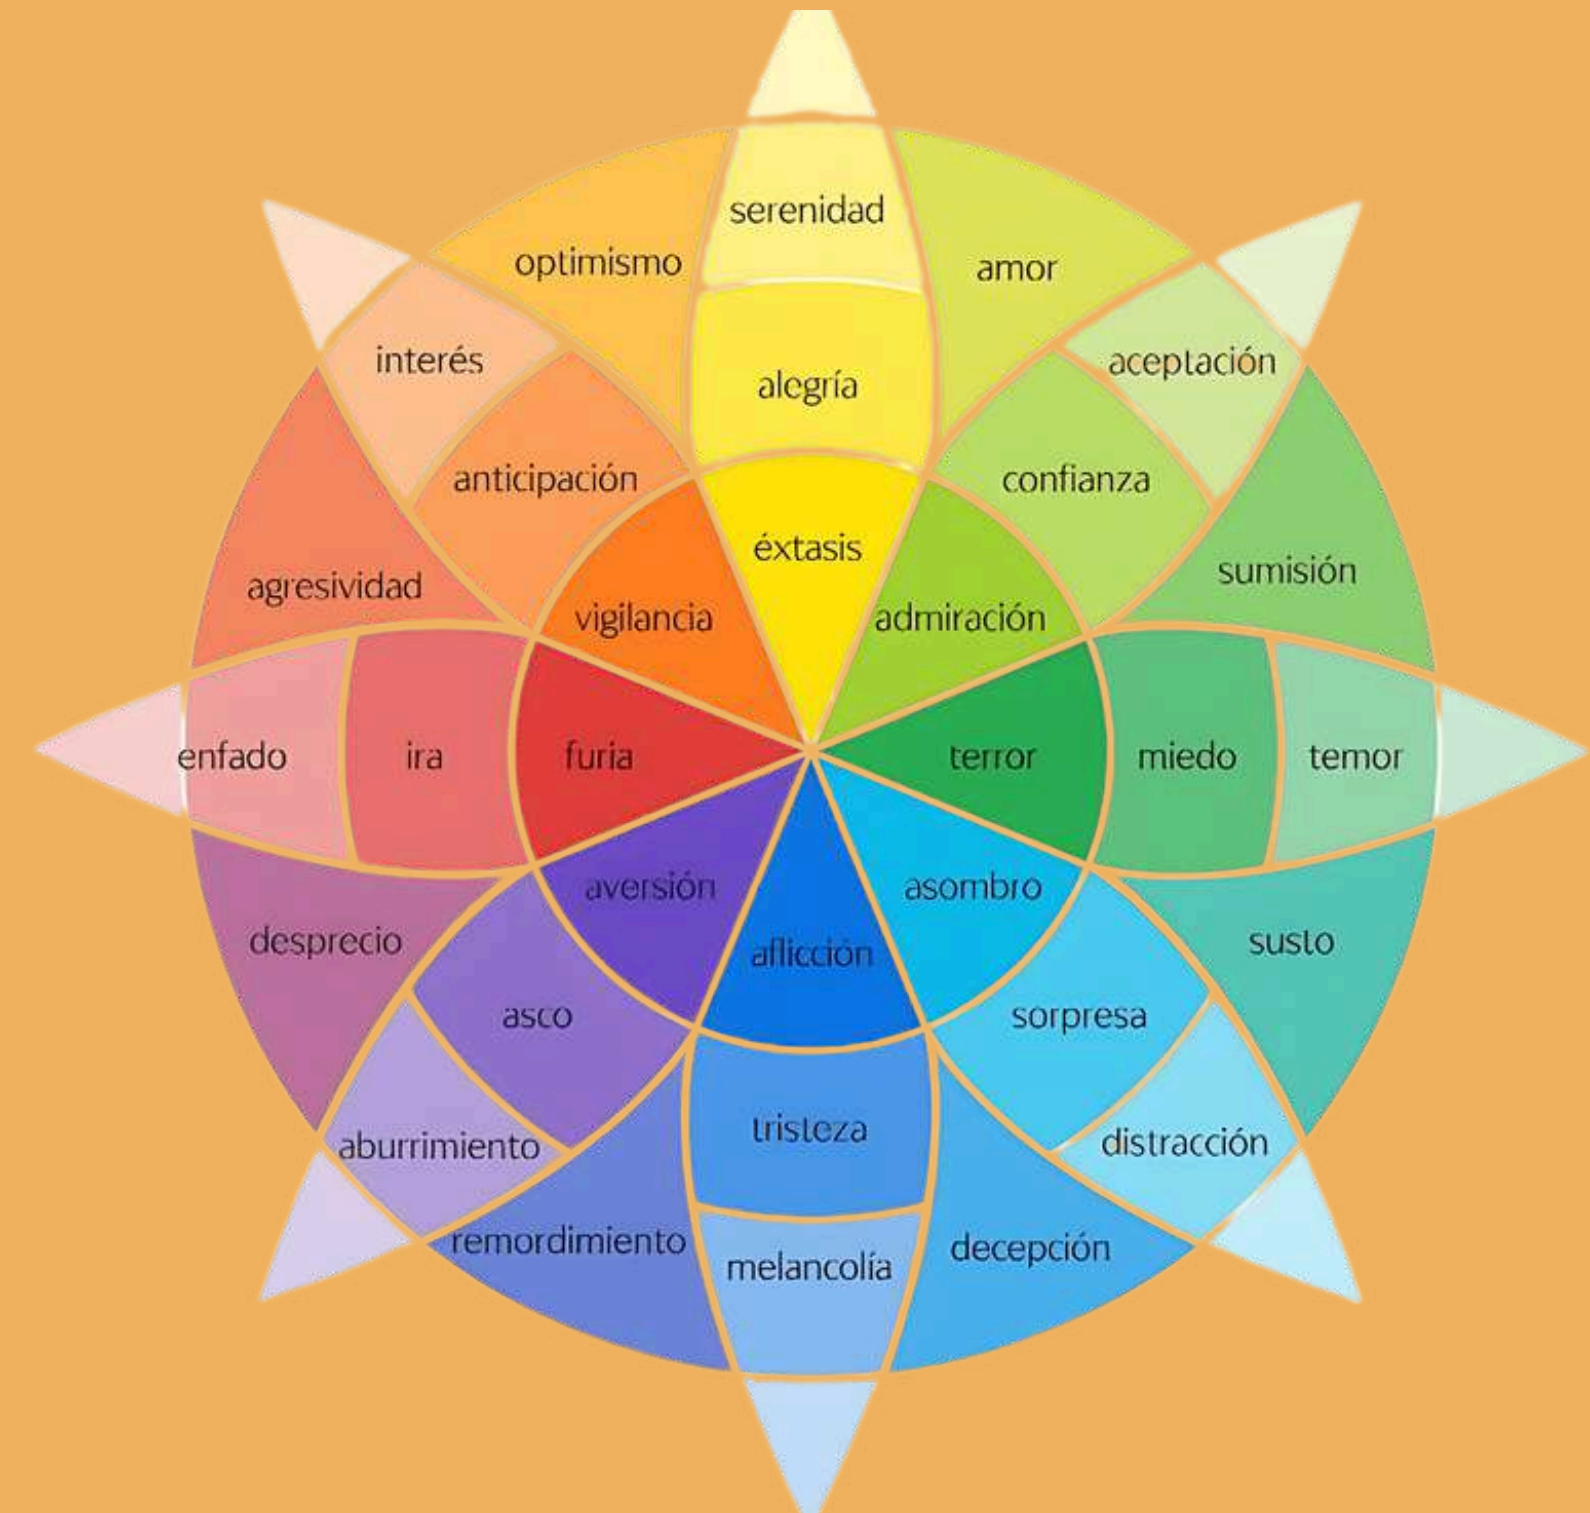 serenidad
optimismo
amor
interés
aceptación
alegría
anticipación
confianza
éxtasis
sumisión
agresividad
vigilancia
admiración
enfado
ira
furia
terror
miedo
temor
aversión
asombro
desprecio
aflicción
susto
asco
sorpresa
tristeza
aburrimiento
distracción
remordimiento
melancolía
decepción